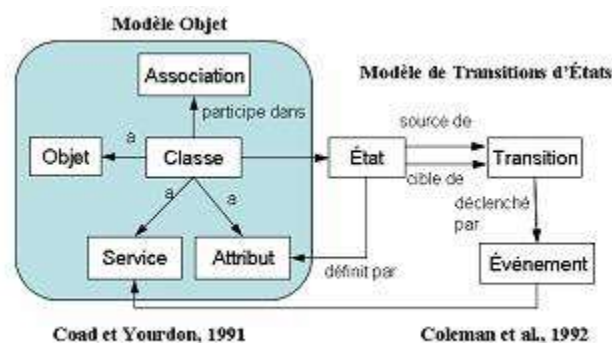 Modèle Objet
Association
Modèle de Transitions d'États
participe dans
source de
Objet
a
Classe
État
Transition
cible de
a
a
déclenché
par
Service
Attribut
définit par
Événement
Coad et Yourdon, 1991
Coleman et al., 1992